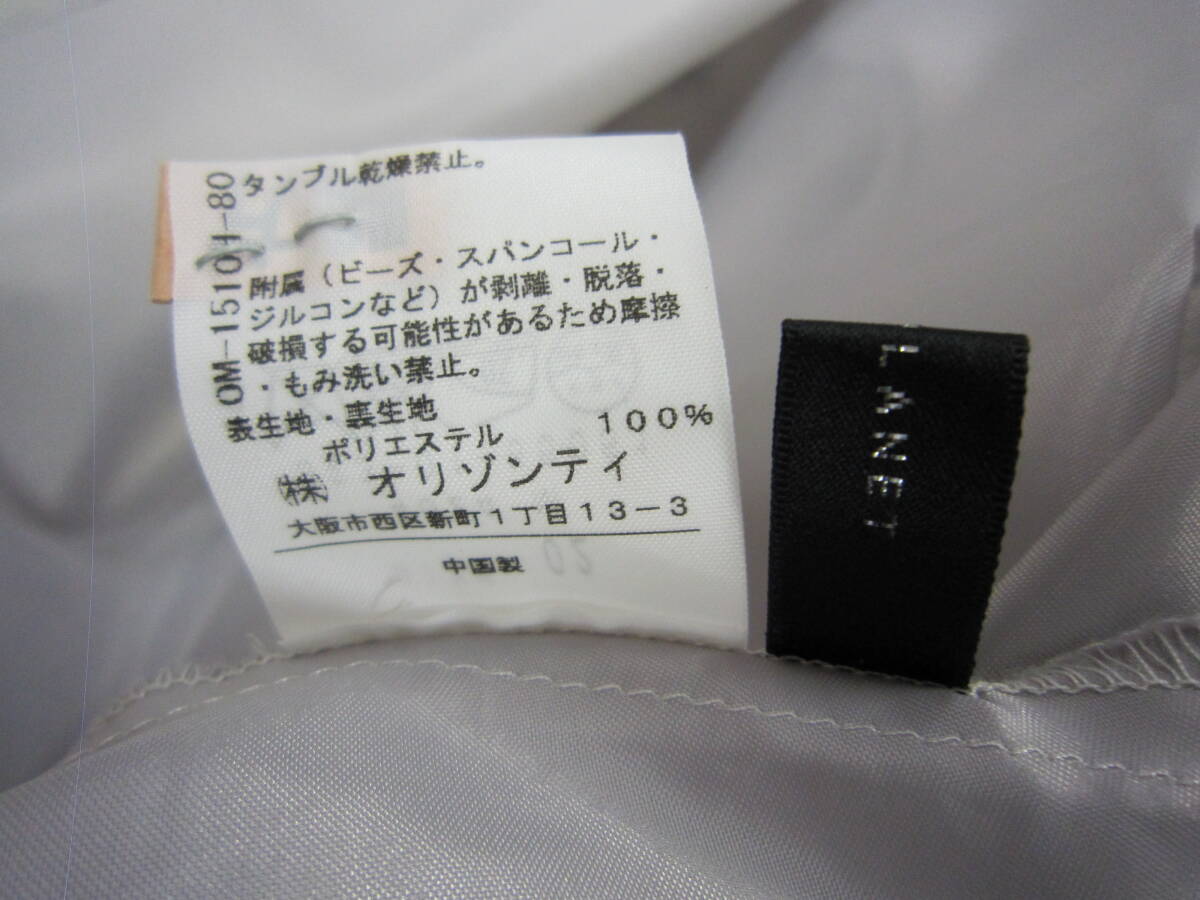 タンブル乾燥禁止。
附属（ビーズ・スパンコール・
ジルコンなど）が剥離・脱落・
破損する可能性があるため摩擦
・もみ洗い禁止。
表生地・裏生地
ポリエステル 100%
㈱ オリゾンティ
大阪市西区新町1丁目13-3
中国製
LANET